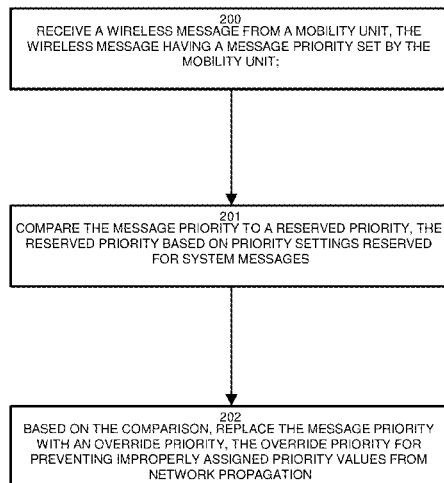 200
RECEIVE A WIRELESS MESSAGE FROM A MOBILITY UNIT, THE
WIRELESS MESSAGE HAVING A MESSAGE PRIORITY SET BY THE
MOBILITY UNIT;
201
COMPARE THE MESSAGE PRIORITY TO A RESERVED PRIORITY, THE
RESERVED PRIORITY BASED ON PRIORITY SETTINGS RESERVED
FOR SYSTEM MESSAGES
202
BASED ON THE COMPARISON, REPLACE THE MESSAGE PRIORITY
WITH AN OVERRIDE PRIORITY, THE OVERRIDE PRIORITY FOR
PREVENTING IMPROPERLY ASSIGNED PRIORITY VALUES FROM
NETWORK PROPAGATION